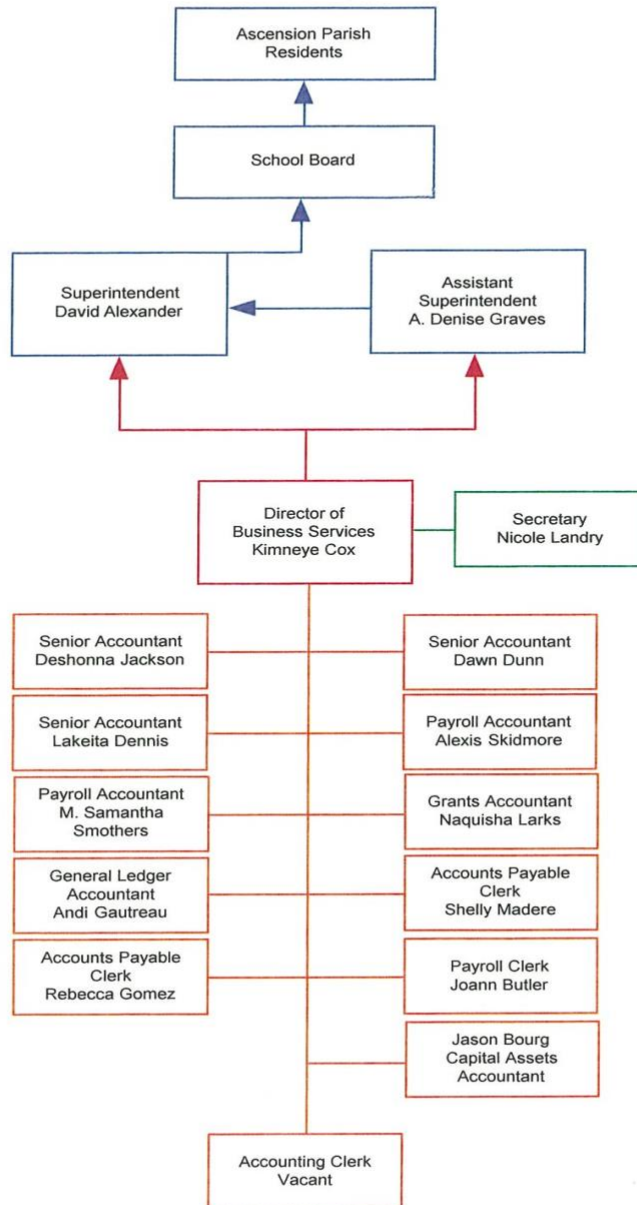 Ascension Parish
Residents
School Board
Superintendent
David Alexander
Assistant
Superintendent
A. Denise Graves
Director of
Business Services
Kimneye Cox
Secretary
Nicole Landry
Senior Accountant
Deshonna Jackson
Senior Accountant
Dawn Dunn
Senior Accountant
Lakeita Dennis
Payroll Accountant
Alexis Skidmore
Payroll Accountant
M. Samantha
Smothers
Grants Accountant
Naquisha Larks
General Ledger
Accountant
Andi Gautreau
Accounts Payable
Clerk
Shelly Madere
Accounts Payable
Clerk
Rebecca Gomez
Payroll Clerk
Joann Butler
Jason Bourg
Capital Assets
Accountant
Accounting Clerk
Vacant